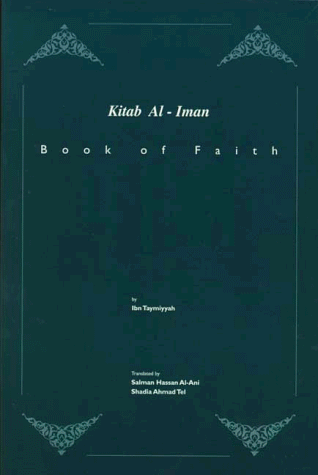 Kitab Al - Iman
Book of Faith
by
Ibn Taymiyyah
Translated by
Salman Hassan Al-Ani
Shadia Ahmad Tel